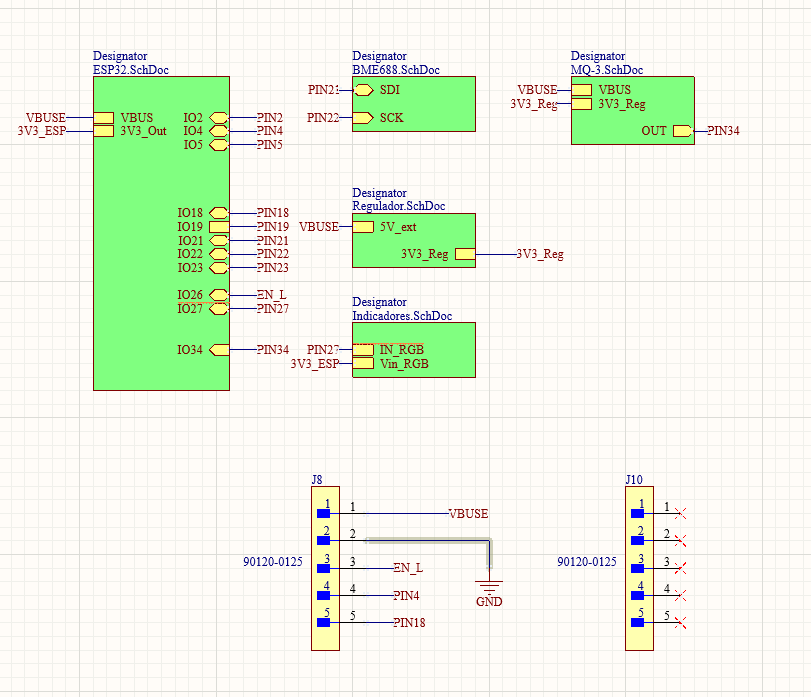 Designator
ESP32.SchDoc
VBUSE VBUS IO2 PIN2
3V3_ESP 3V3_Out IO4 PIN4
IO5 PIN5
IO18 PIN18
IO19 PIN19
IO21 PIN21
IO22 PIN22
IO23 PIN23
IO26 EN_L
IO27 PIN27
IO34 PIN34
Designator
BME688.SchDoc
PIN21 SDI
PIN22 SCK
Designator
MQ-3.SchDoc
VBUSE VBUS
3V3_Reg 3V3_Reg
OUT PIN34
Designator
Regulador.SchDoc
VBUSE 5V_ext
3V3_Reg 3V3_Reg
Designator
Indicadores.SchDoc
PIN27 IN_RGB
3V3_ESP Vin_RGB
J8
1 1 VBUSE
2 2
3 3 EN_L
4 4 PIN4
5 5 PIN18
90120-0125
GND
J10
1 1
2 2
3 3
4 4
5 5
90120-0125